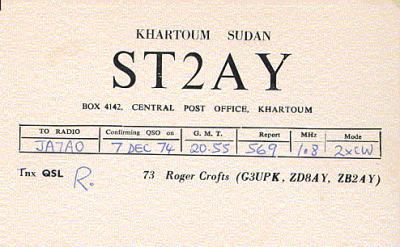 KHARTOUM SUDAN
ST2AY
BOX 4142, CENTRAL POST OFFICE, KHARTOUM
TO RADIO Confirming QSO on G. M. T. Report MHz Mode
JA7AO 7 DEC 74 20-55 569 1.8 2xCW
Tnx QSL R. 73 Roger Crofts (G3UPK, ZD8AY, ZB2AY)